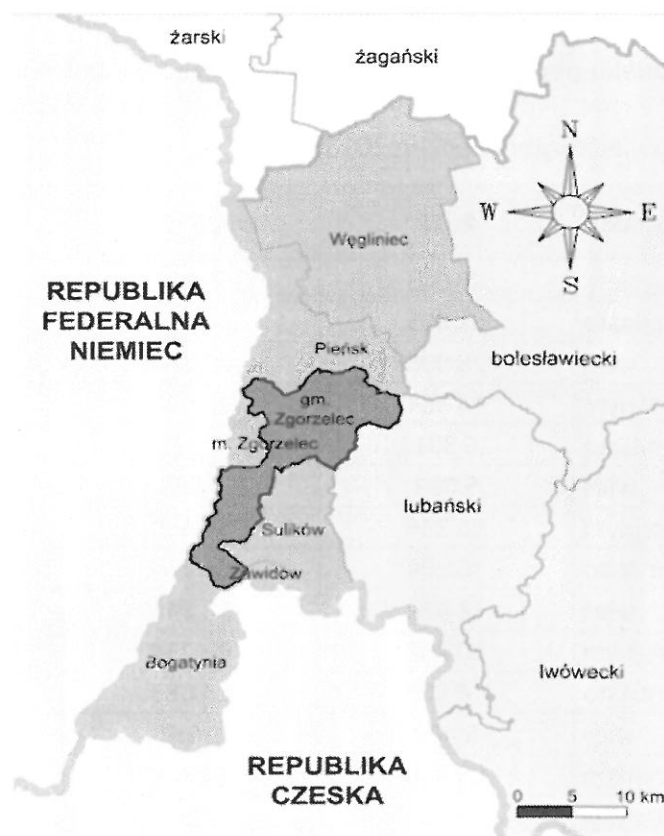 żarski
żagański
N
W
E
S
Węgliniec
REPUBLIKA
FEDERALNA
NIEMIEC
Pieńsk
bolesławiecki
gm.
Zgorzelec
m. Zgorzelec
lubański
Sulików
Zawidów
Bogatynia
lwówecki
REPUBLIKA
CZESKA
0 5 10 km